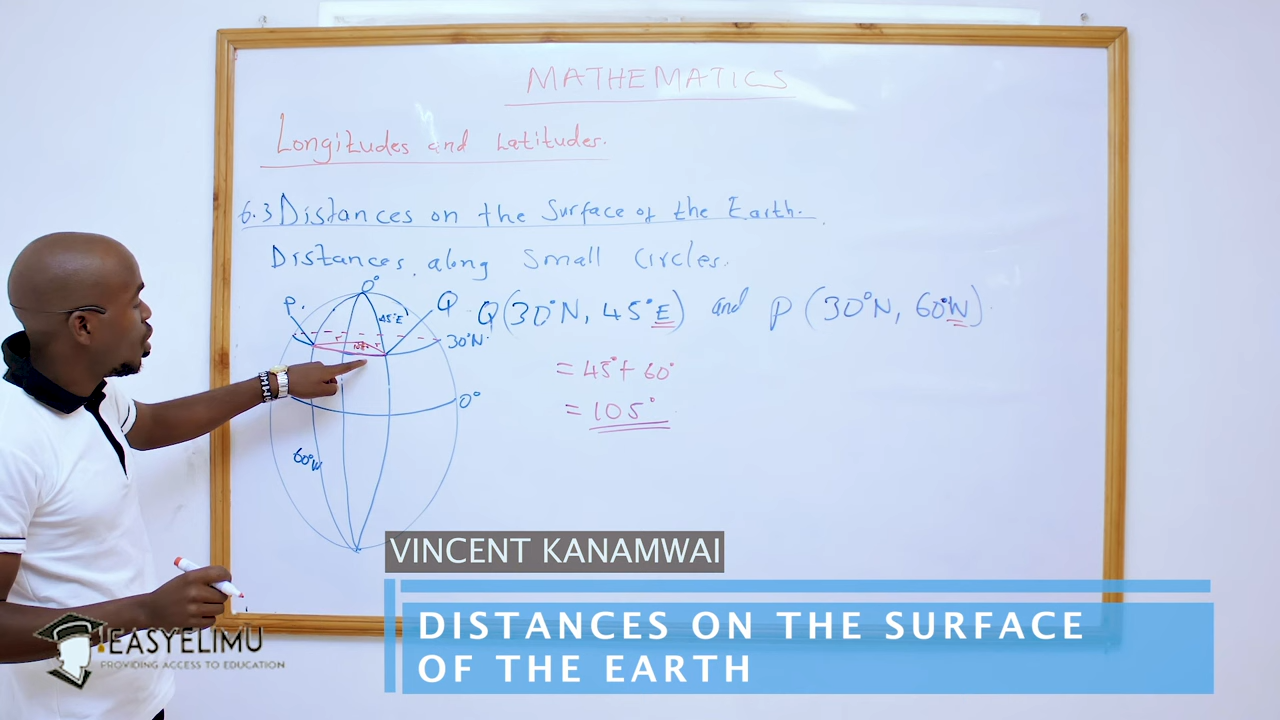 MATHEMATICS
Longitudes and Latitudes.
6.3 Distances on the Surface of the Earth.
Distances along Small Circles.
0°
P.
Q
45°E
Q(30°N, 45°E) and P(30°N, 60°W).
30°N
r
r
= 45° + 60°
= 105°
0°
60°W
VINCENT KANAMWAI
DISTANCES ON THE SURFACE
OF THE EARTH
EASYELIMU
PROVIDING ACCESS TO EDUCATION